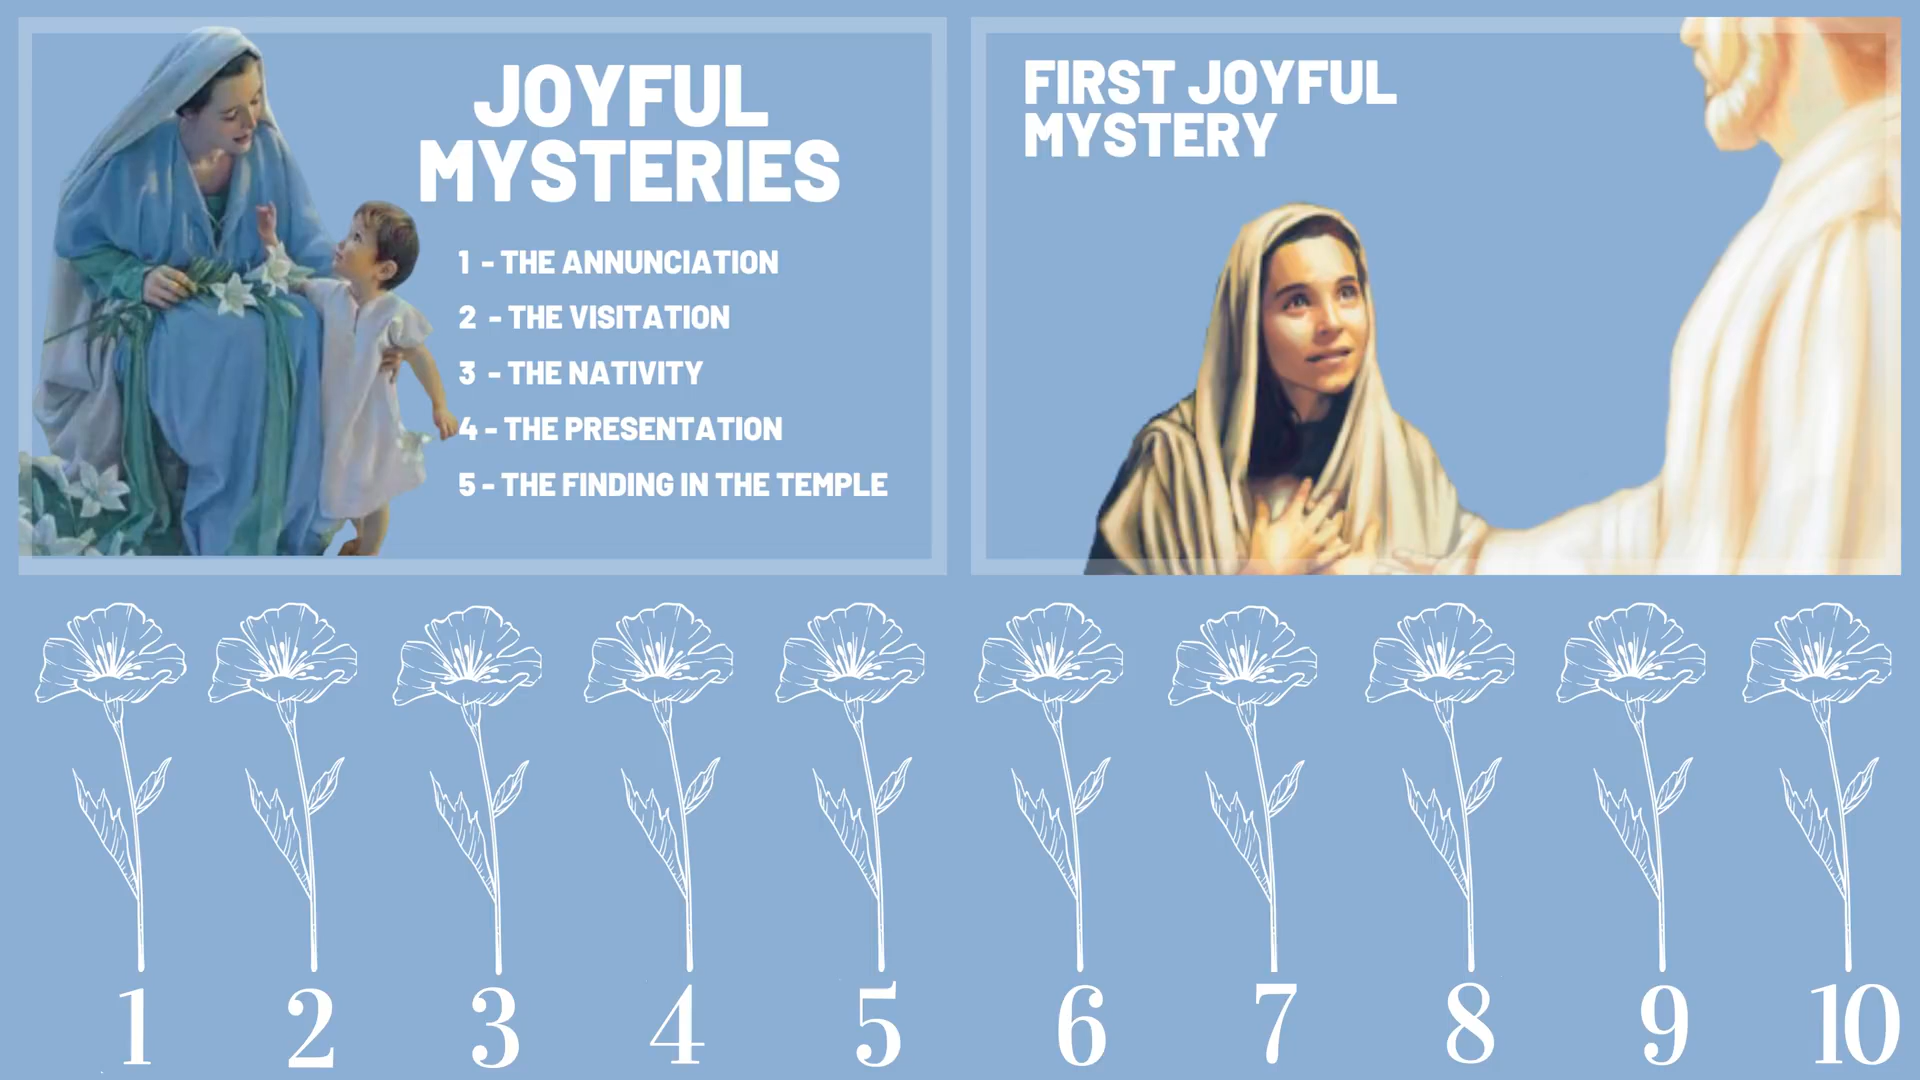 JOYFUL
MYSTERIES
1 - THE ANNUNCIATION
2 - THE VISITATION
3 - THE NATIVITY
4 - THE PRESENTATION
5 - THE FINDING IN THE TEMPLE
FIRST JOYFUL
MYSTERY
1 2 3 4 5 6 7 8 9 10